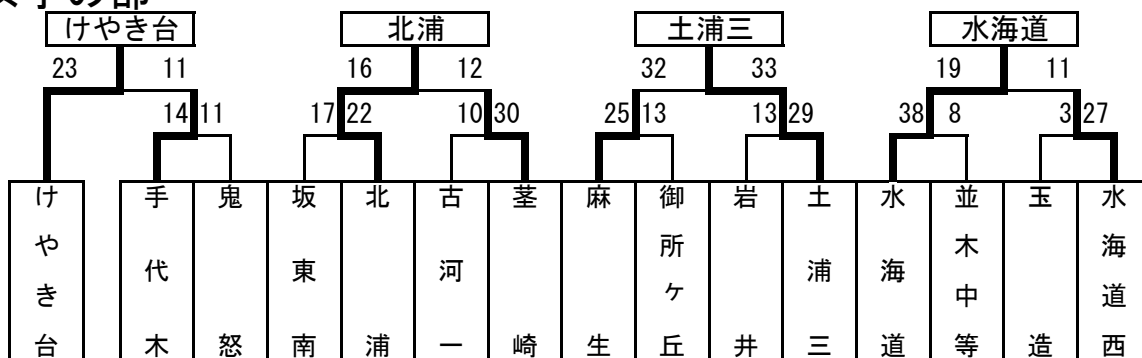 けやき台 北浦 土浦三 水海道
23 11 16 12 32 33 19 11
14 11 17 22 10 30 25 13 13 29 38 8 3 27
けやき台
手代木
鬼怒
坂東南
北浦
古河一
茎崎
麻生
御所ケ丘
岩井
土浦三
水海道
並木中等
玉造
水海道西